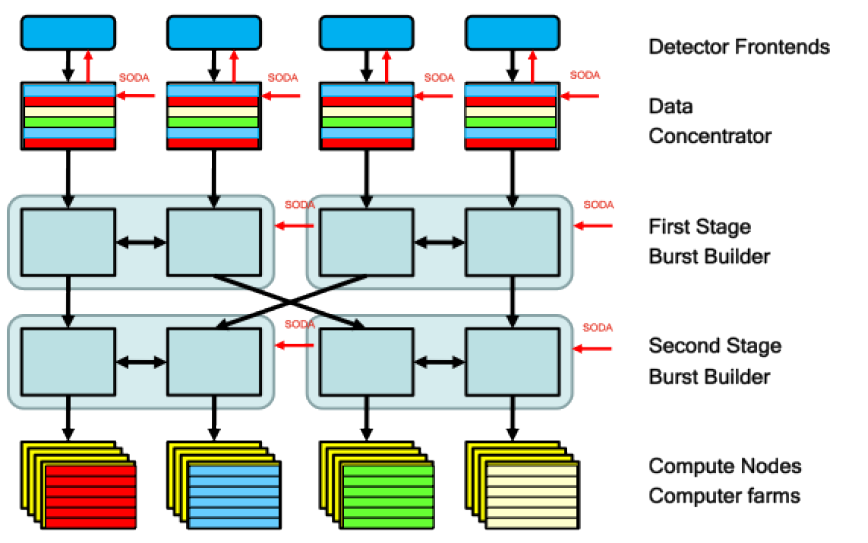 Detector Frontends
SODA
SODA
SODA
SODA
Data
Concentrator
SODA
SODA
First Stage
Burst Builder
SODA
SODA
Second Stage
Burst Builder
Compute Nodes
Computer farms